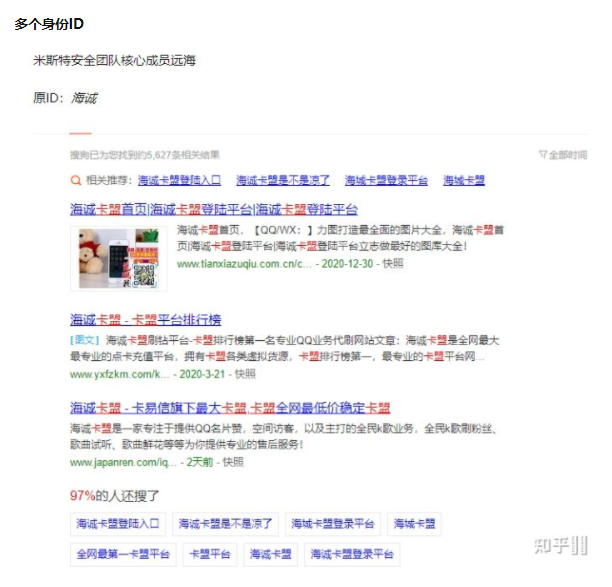 多个身份ID
米斯特安全团队核心成员远海
原ID：海诚
搜狗已为您找到约5,627条相关结果 全部时间
相关推荐：海诚卡盟登陆入口 海诚卡盟是不是凉了 海城卡盟登录平台 海城卡盟
海诚卡盟首页|海诚卡盟登陆平台|海诚卡盟登陆平台
海诚卡盟首页，【QQ/WX：】力图打造最全面的图片大全，海诚卡盟首
页|海诚卡盟登陆平台|海诚卡盟登陆平台立志做最好的图库大全!
www.tianxiazuqiu.com.cn/c... - 2020-12-30 - 快照
海诚卡盟 - 卡盟平台排行榜
[图文] 海诚卡盟刷钻平台-卡盟排行榜第一名专业QQ业务代刷网站文章：海诚卡盟是全网最大
最专业的点卡充值平台，拥有卡盟各类虚拟货源，卡盟排行榜第一，最专业的卡盟平台网...
www.yxfzkm.com/k... - 2020-3-21 - 快照
海诚卡盟 - 卡易信旗下最大卡盟,卡盟全网最低价确定卡盟
海诚卡盟是一家专注于提供QQ名片赞，空间访客，以及主打的全民k歌业务，全民k歌刷粉丝、
歌曲试听、歌曲鲜花等等为你提供专业的售后服务!
www.japanren.com/iq... - 2天前 - 快照
97%的人还搜了
海诚卡盟登陆入口 海诚卡盟是不是凉了 海城卡盟登录平台 海城卡盟
全网最第一卡盟平台 卡盟平台 海诚卡盟 海诚卡盟登录平台
知乎